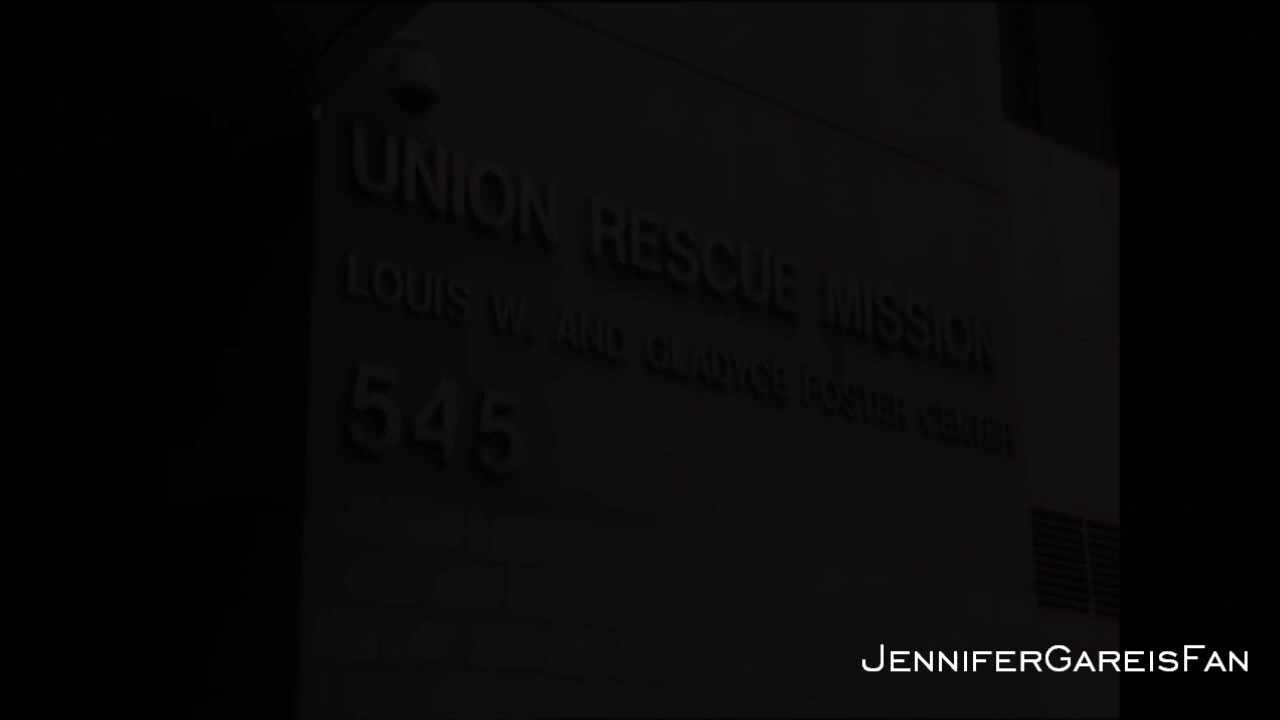 UNION RESCUE MISSION
LOUIS W. AND GLADYCE FOSTER CENTER
545
JENNIFERGAREISFAN